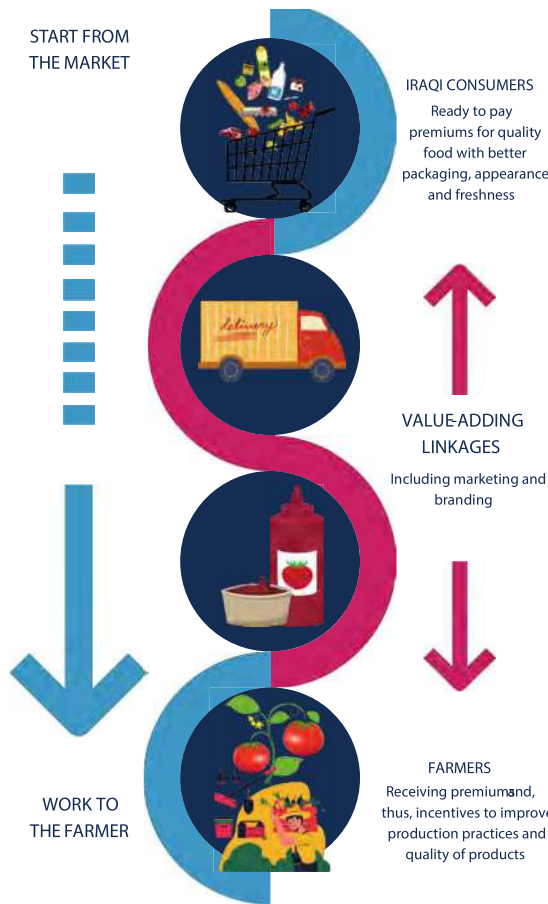 START FROM
THE MARKET
IRAQI CONSUMERS
Ready to pay
premiums for quality
food with better
packaging, appearance
and freshness
delivery
VALUE-ADDING
LINKAGES
Including marketing and
branding
FARMERS
Receiving premiums and,
thus, incentives to improve
production practices and
quality of products
WORK TO
THE FARMER